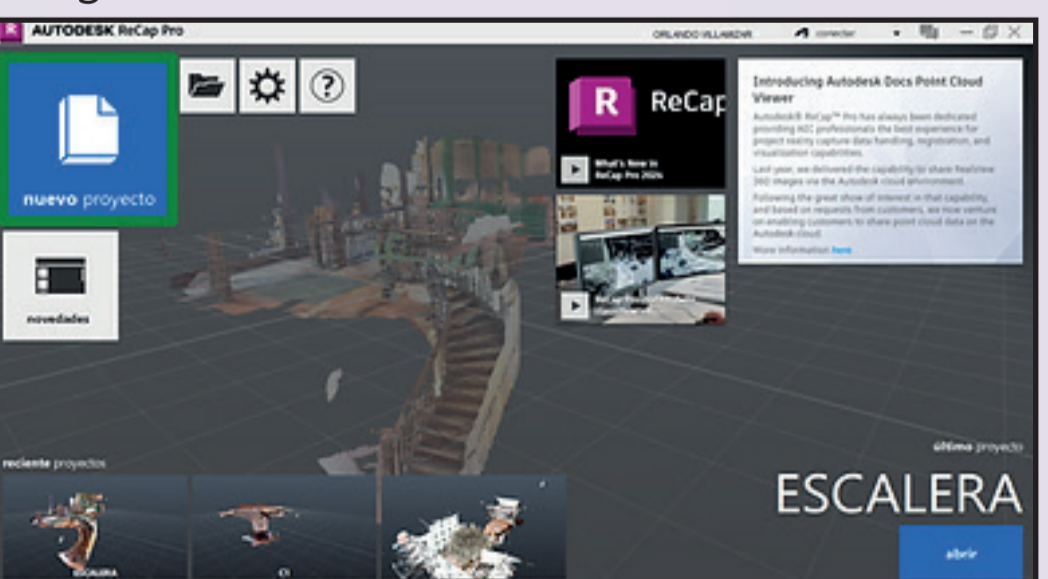 R AUTODESK ReCap Pro
ORLANDO VILLAMIZAR
conectar
nuevo proyecto
?
novedades
R ReCap
What's New in
ReCap Pro 2024
Introducing Autodesk Docs Point Cloud
Viewer
Autodesk® ReCap™ Pro has always been dedicated
providing AEC professionals the best experience for
project reality capture data handling, registration, and
visualization capabilities.
Last year, we delivered the capability to share RealView
360 images via the Autodesk cloud environment.
Following the great show of interest in that capability,
and based on requests from customers, we now venture
on enabling customers to share point cloud data on the
Autodesk cloud.
More information here
ReCap Pro
reciente proyectos
ESCALERA
último proyecto
ESCALERA
abrir